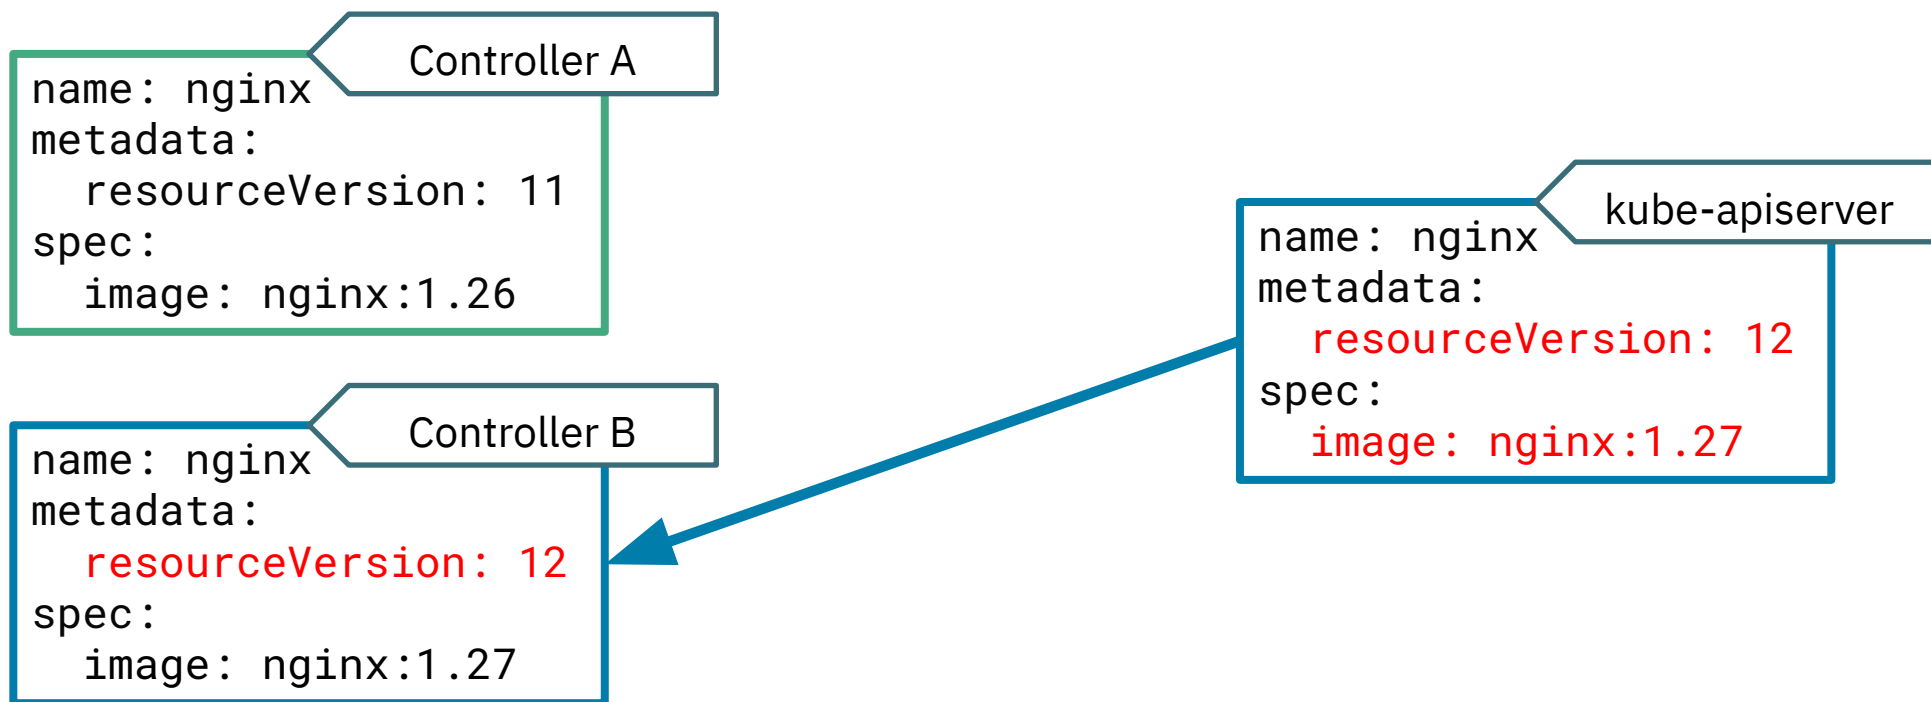 Controller A
name: nginx
metadata:
  resourceVersion: 11
spec:
  image: nginx:1.26
Controller B
name: nginx
metadata:
  resourceVersion: 12
spec:
  image: nginx:1.27
kube-apiserver
name: nginx
metadata:
  resourceVersion: 12
spec:
  image: nginx:1.27